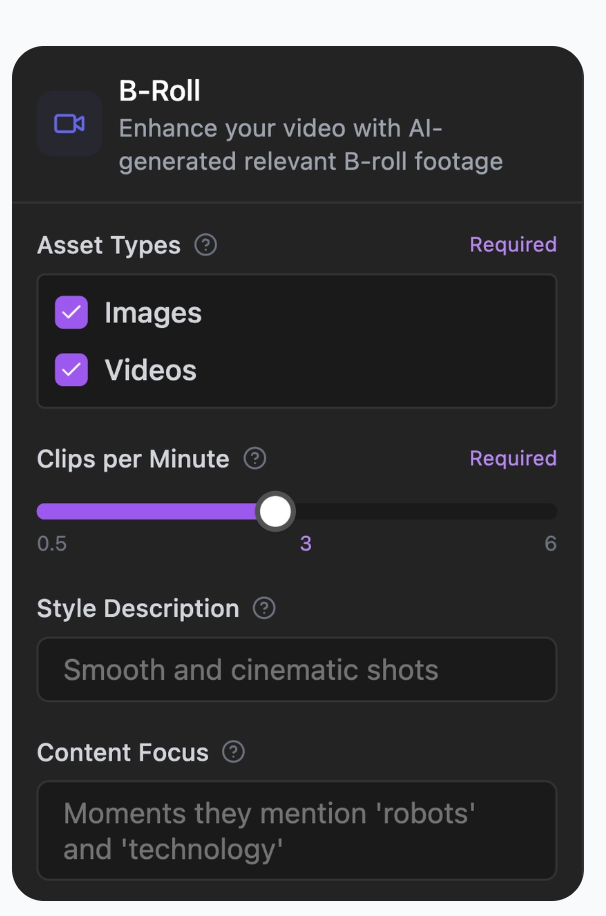 B-Roll
Enhance your video with AI-
generated relevant B-roll footage
Asset Types ? Required
Images
Videos
Clips per Minute ? Required
0.5 3 6
Style Description ?
Smooth and cinematic shots
Content Focus ?
Moments they mention 'robots'
and 'technology'